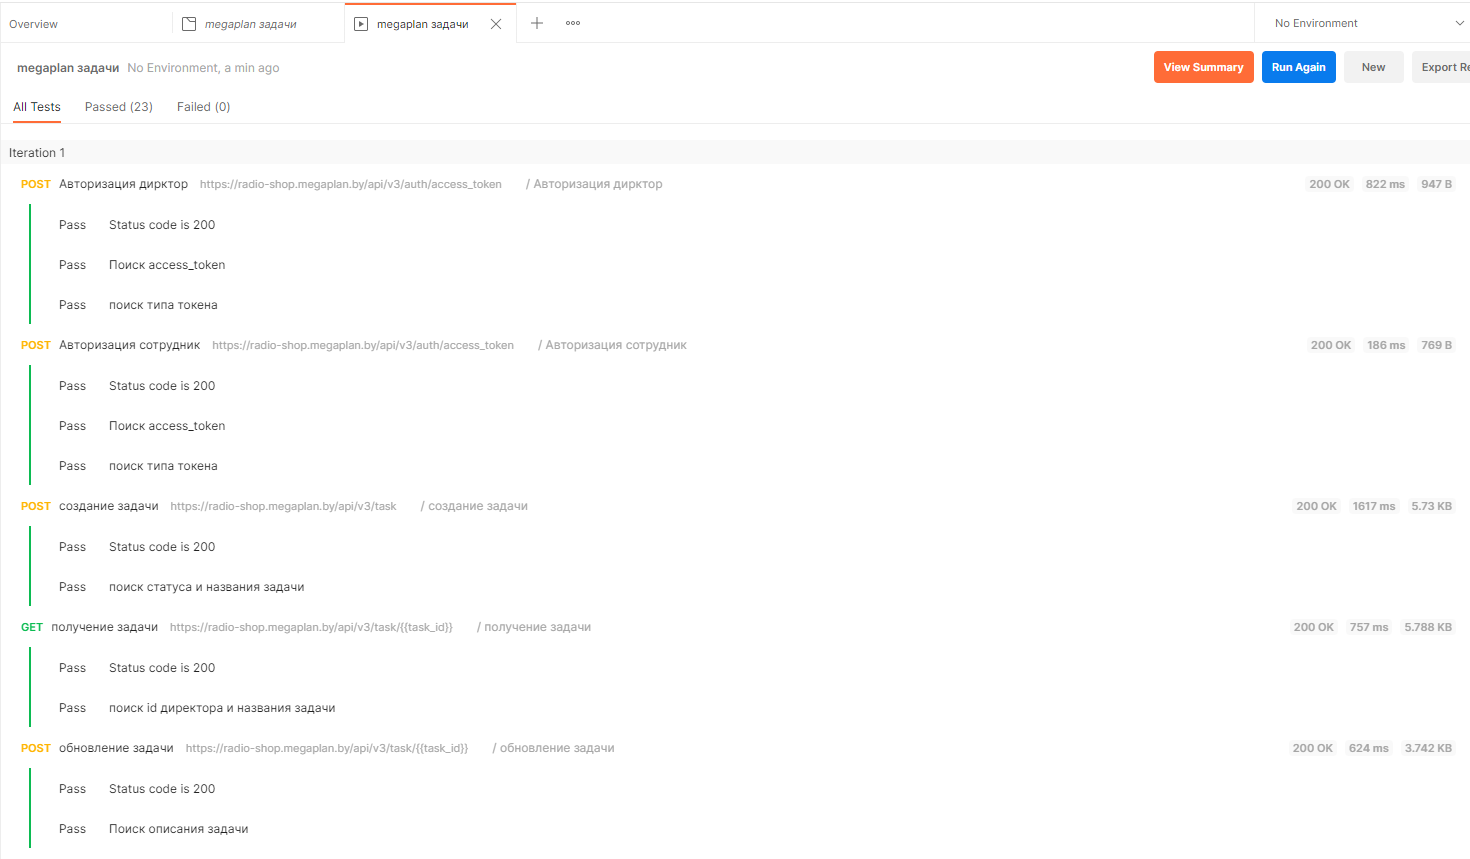 Overview megaplan задачи megaplan задачи No Environment
megaplan задачи No Environment, a min ago View Summary Run Again New Export Re
All Tests Passed (23) Failed (0)
Iteration 1
POST Авторизация дирктор https://radio-shop.megaplan.by/api/v3/auth/access_token / Авторизация дирктор 200 OK 822 ms 947 B
Pass Status code is 200
Pass Поиск access_token
Pass поиск типа токена
POST Авторизация сотрудник https://radio-shop.megaplan.by/api/v3/auth/access_token / Авторизация сотрудник 200 OK 186 ms 769 B
Pass Status code is 200
Pass Поиск access_token
Pass поиск типа токена
POST создание задачи https://radio-shop.megaplan.by/api/v3/task / создание задачи 200 OK 1617 ms 5.73 KB
Pass Status code is 200
Pass поиск статуса и названия задачи
GET получение задачи https://radio-shop.megaplan.by/api/v3/task/{{task_id}} / получение задачи 200 OK 757 ms 5.788 KB
Pass Status code is 200
Pass поиск id директора и названия задачи
POST обновление задачи https://radio-shop.megaplan.by/api/v3/task/{{task_id}} / обновление задачи 200 OK 624 ms 3.742 KB
Pass Status code is 200
Pass Поиск описания задачи